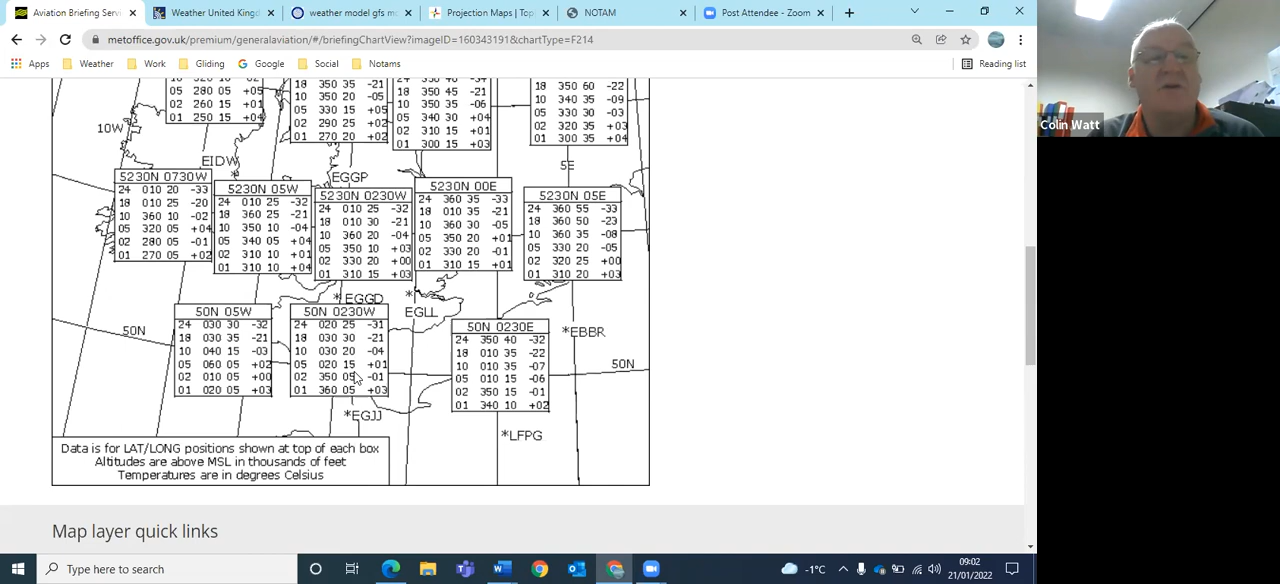 Aviation Briefing Servi
Weather United King
weather model gfs mo
Projection Maps | Top
NOTAM
Post Attendee - Zoom
metoffice.gov.uk/premium/generalaviation/#/briefingChartView?imageID=160343191&chartType=F214
Apps
Weather
Work
Gliding
Google
Social
Notams
Reading list
Colin Watt
05 280 05 +05
02 260 15 +01
01 250 15 +04
18 350 35 -21
10 350 20 -05
05 330 15 +02
02 290 25 +02
01 270 20 +02
18 350 45 -21
10 350 35 -06
05 340 30 +04
02 310 15 +01
01 300 15 +03
18 350 60 -22
10 340 35 -09
05 330 30 -03
02 320 35 +03
01 300 35 +04
10W
EIDW
*
EGGP
5E
5230N 0730W
24 010 20 -33
18 010 25 -20
10 360 10 -02
05 320 05 +04
02 280 05 -01
01 270 05 +02
5230N 05W
24 010 25 -32
18 360 25 -21
10 350 10 -04
05 340 05 +04
02 310 10 +01
01 310 10 +04
5230N 0230W
24 010 25 -32
18 010 30 -21
10 360 20 -04
05 350 10 +03
02 330 20 +00
01 310 15 +03
5230N 00E
24 360 35 -33
18 010 35 -21
10 360 30 -05
05 350 20 +01
02 330 20 -01
01 310 15 +01
5230N 05E
24 360 55 -33
18 360 50 -23
10 360 35 -08
05 330 20 -05
02 320 25 +00
01 310 20 +03
* EGGD
*
EGLL
50N
50N 05W
24 030 30 -32
18 030 35 -21
10 040 15 -03
05 060 05 +02
02 010 05 +00
01 020 05 +03
50N 0230W
24 020 25 -31
18 030 30 -21
10 030 20 -04
05 020 15 +01
02 350 05 -01
01 360 05 +03
50N 0230E
24 350 40 -32
18 010 35 -22
10 010 35 -07
05 010 15 -06
02 350 15 -01
01 340 10 +02
*EBBR
50N
*EGJJ
*LFPG
Data is for LAT/LONG positions shown at top of each box
Altitudes are above MSL in thousands of feet
Temperatures are in degrees Celsius
Map layer quick links
Type here to search
-1°C
09:02
21/01/2022